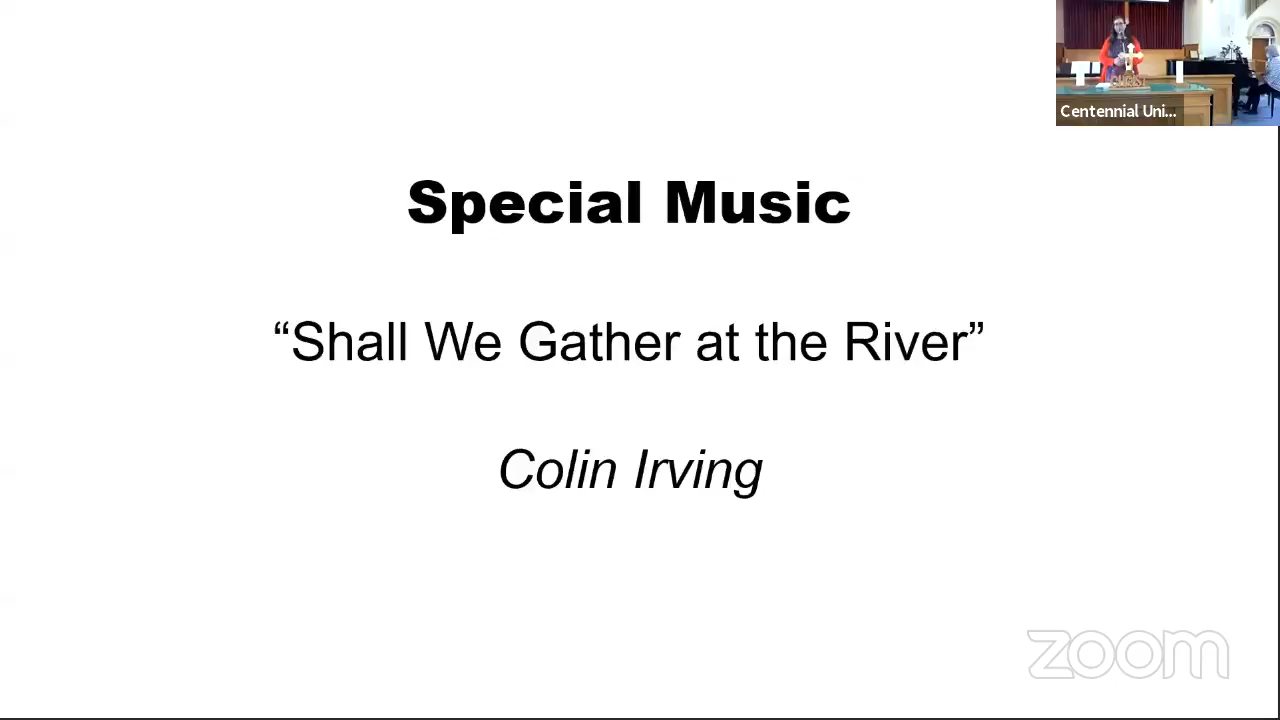 Centennial Uni...
Special Music
“Shall We Gather at the River”
Colin Irving
zoom